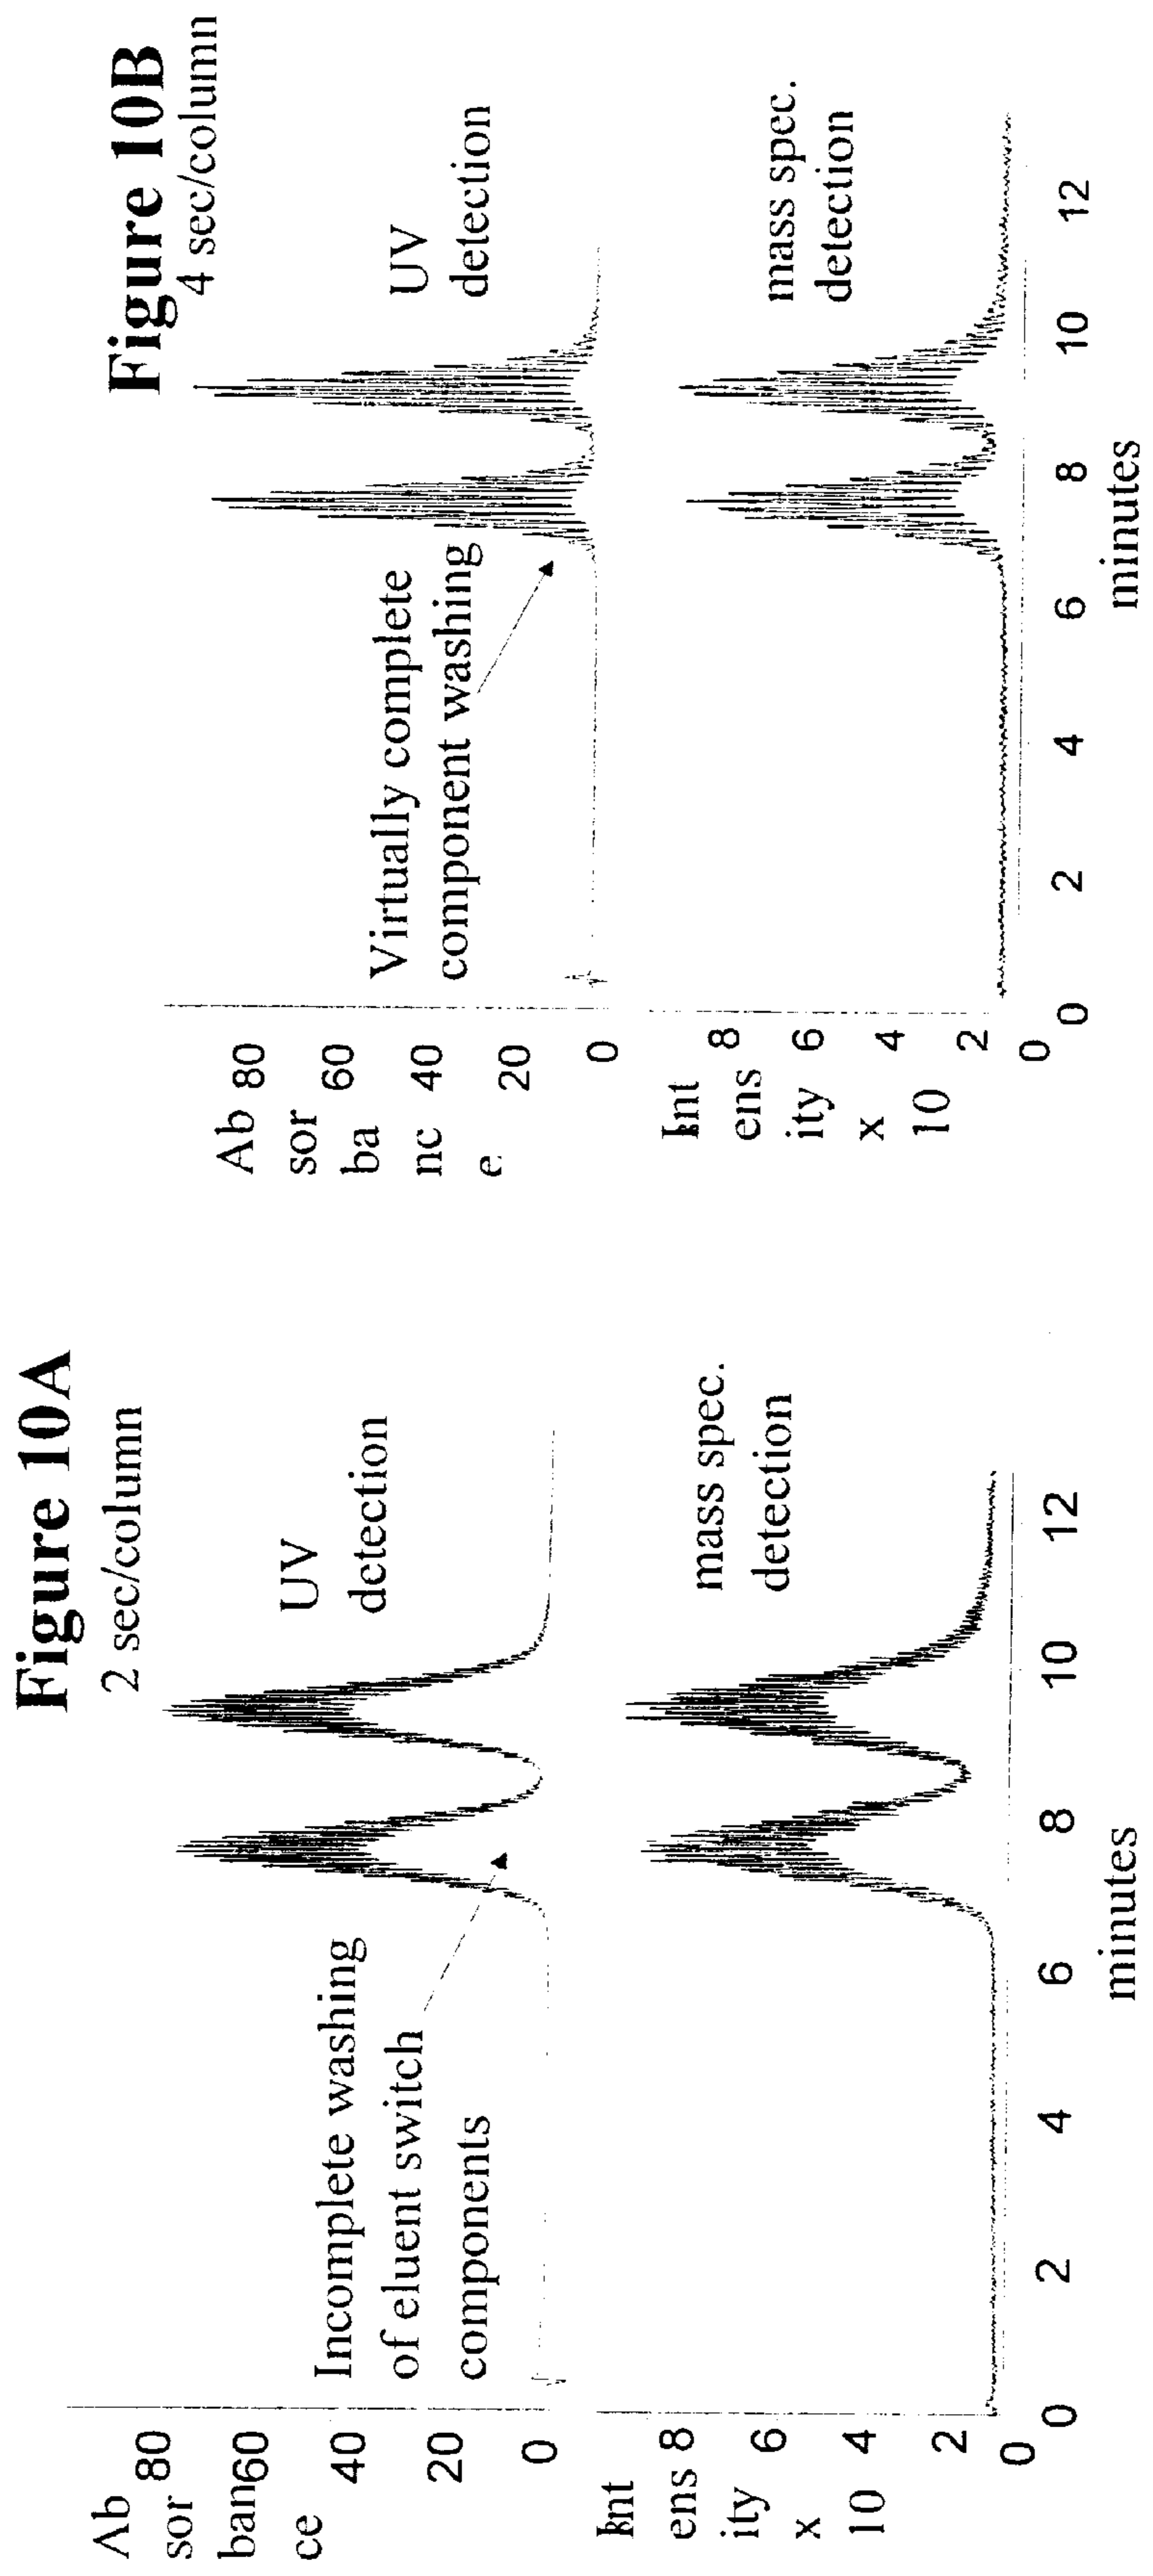 Figure 10A
2 sec/column
Ab
sor
ban
ce
80
60
40
20
0
UV
detection
Incomplete washing
of eluent switch
components
Int
ens
ity
x
10
8
6
4
2
0
mass spec.
detection
0 2 4 6 8 10 12
minutes
Figure 10B
4 sec/column
Ab
sor
ba
nc
e
80
60
40
20
0
UV
detection
Virtually complete
component washing
Int
ens
ity
x
10
8
6
4
2
0
mass spec.
detection
0 2 4 6 8 10 12
minutes